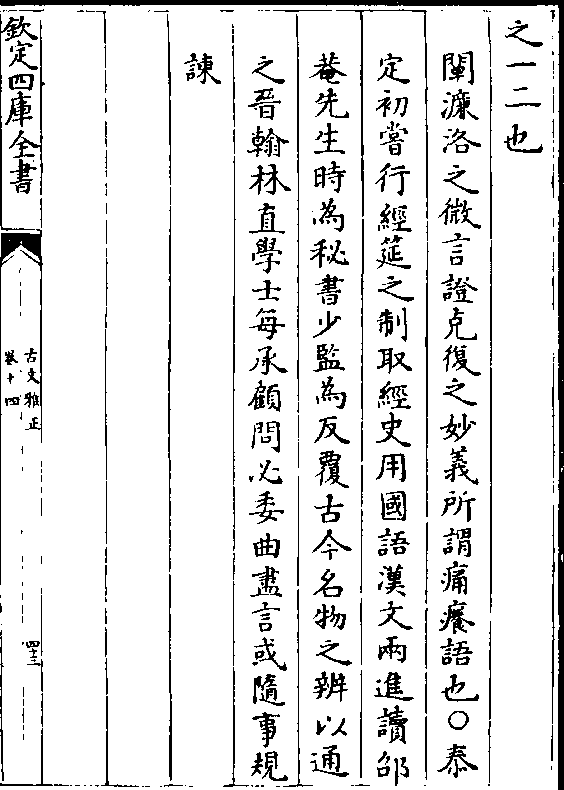 之一二也
闡濂洛之微言證克復之妙義所謂痛癢語也○泰
定初嘗行經筵之制取經史用國語漢文兩進讀邵
菴先生時為秘書少監為反覆古今名物之辨以通
之晉翰林直學士每承顧問必委曲盡言或隨事規
諫
欽定四庫全書
古文雅正
卷十四
四十三